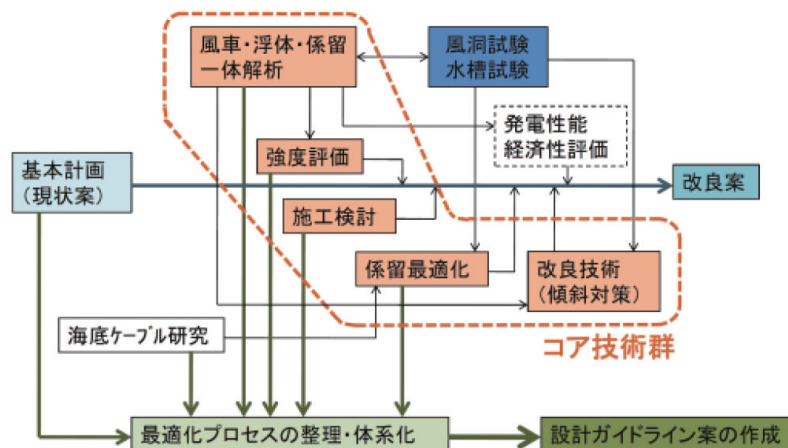 風車・浮体・係留
一体解析
風洞試験
水槽試験
発電性能
経済性評価
強度評価
基本計画
(現状案)
改良案
施工検討
係留最適化
改良技術
(傾斜対策)
海底ケーブル研究
コア技術群
最適化プロセスの整理・体系化
設計ガイドライン案の作成